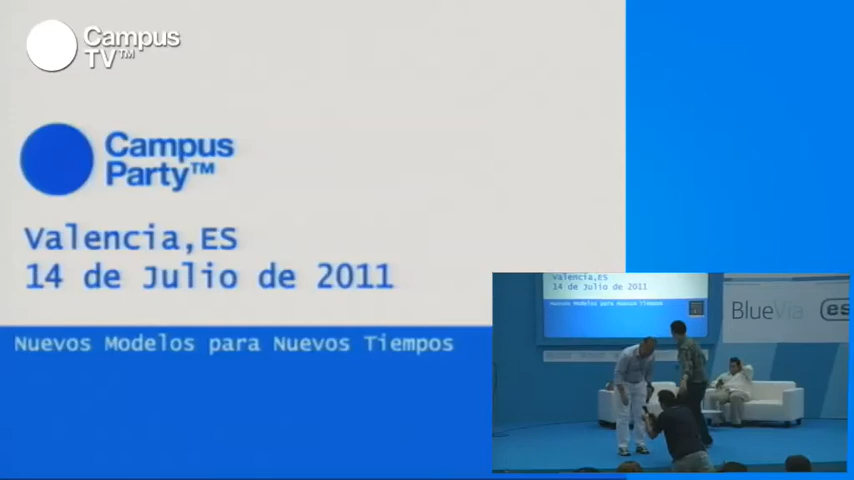 Campus
TV™
Campus
Party™
Valencia,ES
14 de Julio de 2011
Nuevos Modelos para Nuevos Tiempos
Valencia,ES
14 de Julio de 2011
Nuevos Modelos para Nuevos Tiempos
BlueVia
es